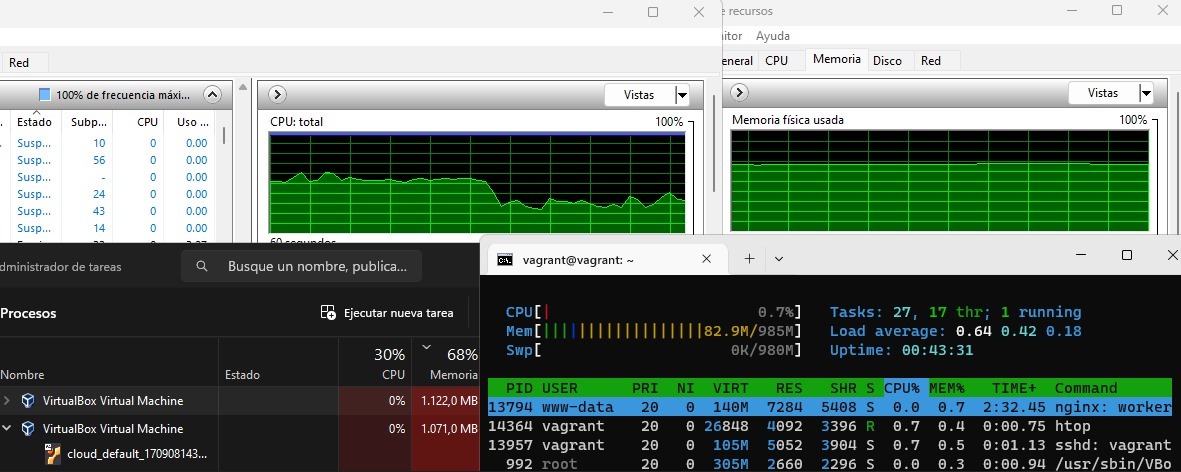 e recursos
itor Ayuda
Red
eneral CPU Memoria Disco Red
100% de frecuencia máxi...
Vistas
Vistas
Estado Subp... CPU Uso ...
CPU: total 100%
Memoria física usada 100%
Susp... 10 0 0.00
Susp... 56 0 0.00
Susp... - 0 0.00
Susp... 24 0 0.00
Susp... 43 0 0.00
Susp... 14 0 0.00
60 segundos
dministrador de tareas
Busque un nombre, publica...
Procesos
Ejecutar nueva tarea
30% 68%
Nombre Estado CPU Memoria
VirtualBox Virtual Machine 0% 1.122,0 MB
VirtualBox Virtual Machine 0% 1.071,0 MB
cloud_default_170908143...
vagrant@vagrant: ~
CPU[| 0.7%] Tasks: 27, 17 thr; 1 running
Mem[||||||||||||||||||||82.9M/985M] Load average: 0.64 0.42 0.18
Swp[ 0K/980M] Uptime: 00:43:31
PID USER PRI NI VIRT RES SHR S CPU% MEM% TIME+ Command
13794 www-data 20 0 140M 7284 5408 S 0.0 0.7 2:32.45 nginx: worker
14364 vagrant 20 0 26848 4092 3396 R 0.7 0.4 0:00.75 htop
13957 vagrant 20 0 105M 5052 3904 S 0.7 0.5 0:01.13 sshd: vagrant
992 root 20 0 305M 2660 2296 S 0.0 0.3 0:00.94 /usr/sbin/VBo